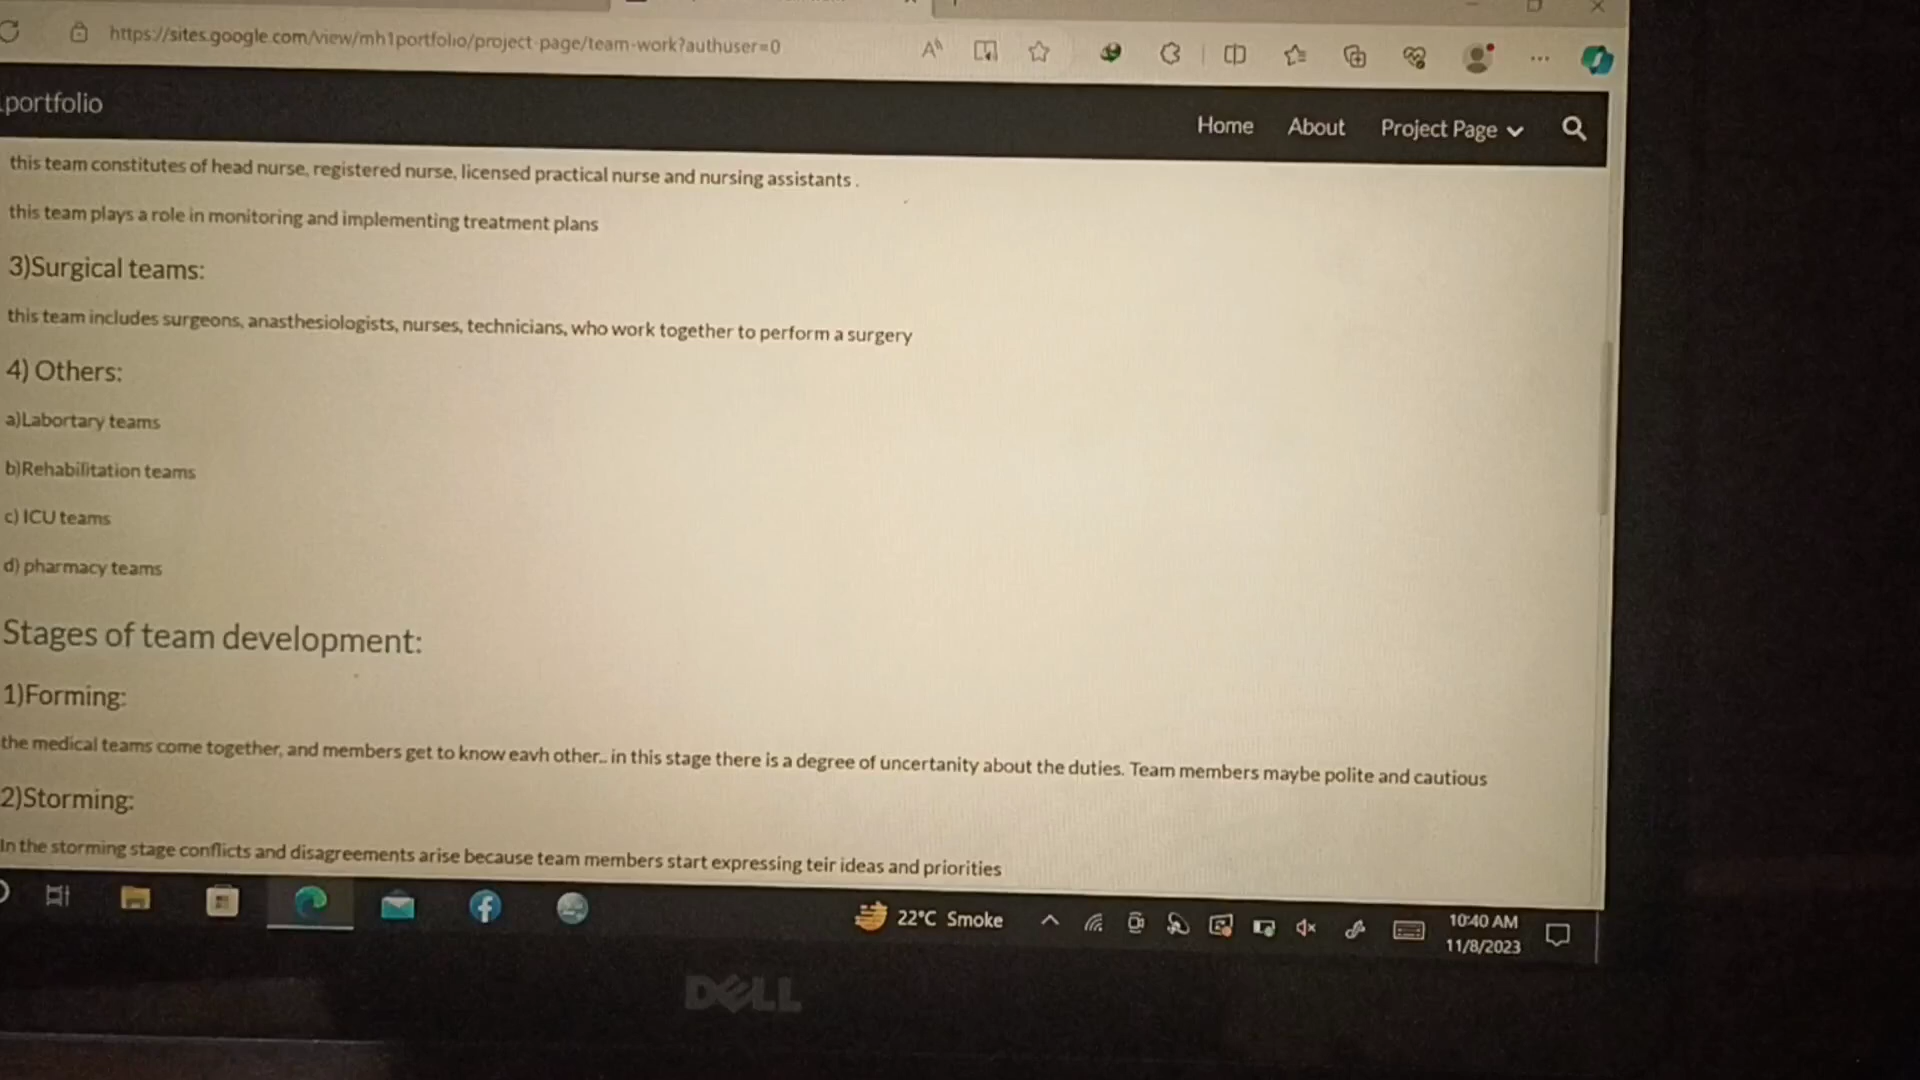 https://sites.google.com/view/mh1portfolio/project-page/team-work?authuser=0
portfolio
Home About Project Page
this team constitutes of head nurse, registered nurse, licensed practical nurse and nursing assistants .
this team plays a role in monitoring and implementing treatment plans
3)Surgical teams:
this team includes surgeons, anasthesiologists, nurses, technicians, who work together to perform a surgery
4) Others:
a)Labortary teams
b)Rehabilitation teams
c) ICU teams
d) pharmacy teams
Stages of team development:
1)Forming:
the medical teams come together, and members get to know eavh other.. in this stage there is a degree of uncertanity about the duties. Team members maybe polite and cautious
2)Storming:
In the storming stage conflicts and disagreements arise because team members start expressing teir ideas and priorities
22°C Smoke
10:40 AM
11/8/2023
DELL